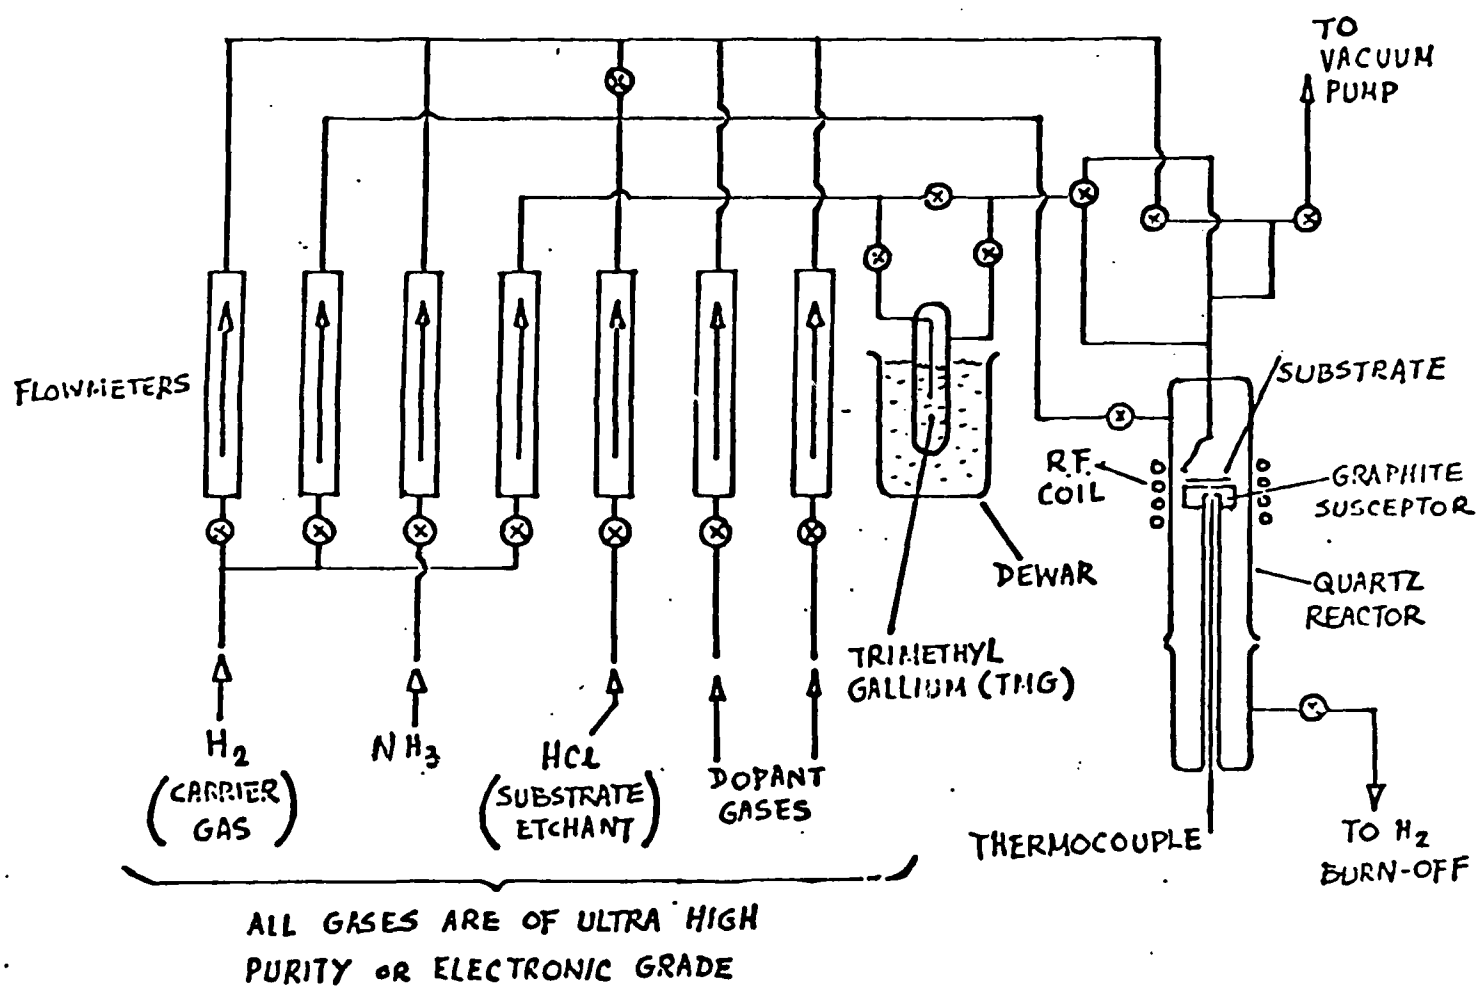 TO
VACUUM
PUMP
FLOWMETERS
SUBSTRATE
R.F.
COIL
GRAPHITE
SUSCEPTOR
DEWAR
QUARTZ
REACTOR
TRIMETHYL
GALLIUM (TMG)
H2
(CARRIER
GAS)
NH3
HCl
(SUBSTRATE
ETCHANT)
DOPANT
GASES
THERMOCOUPLE
TO H2
BURN-OFF
ALL GASES ARE OF ULTRA HIGH
PURITY OR ELECTRONIC GRADE